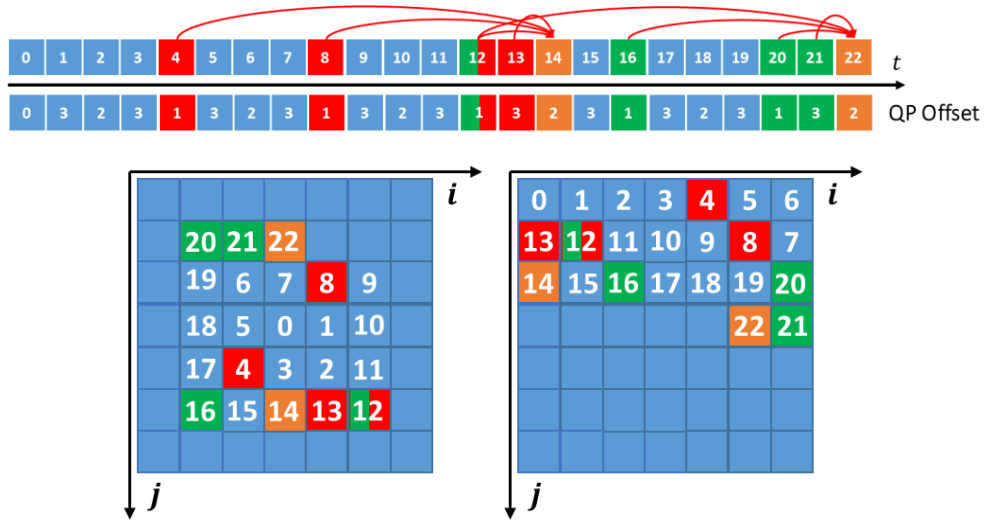 0 1 2 3 4 5 6 7 8 9 10 11 12 13 14 15 16 17 18 19 20 21 22 t
0 3 2 3 1 3 2 3 1 3 2 3 1 3 2 3 1 3 2 3 1 3 2 QP Offset
i
20 21 22
19 6 7 8 9
18 5 0 1 10
17 4 3 2 11
16 15 14 13 12
j
i
0 1 2 3 4 5 6
13 12 11 10 9 8 7
14 15 16 17 18 19 20
22 21
j